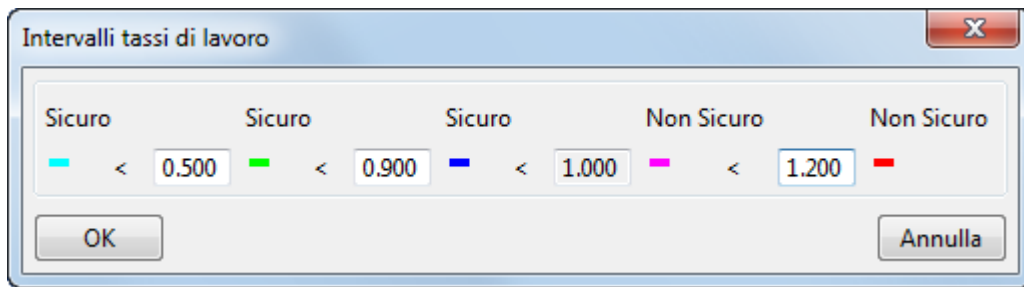 Intervalli tassi di lavoro
Sicuro Sicuro Sicuro Non Sicuro Non Sicuro
< 0.500 < 0.900 < 1.000 < 1.200
OK Annulla